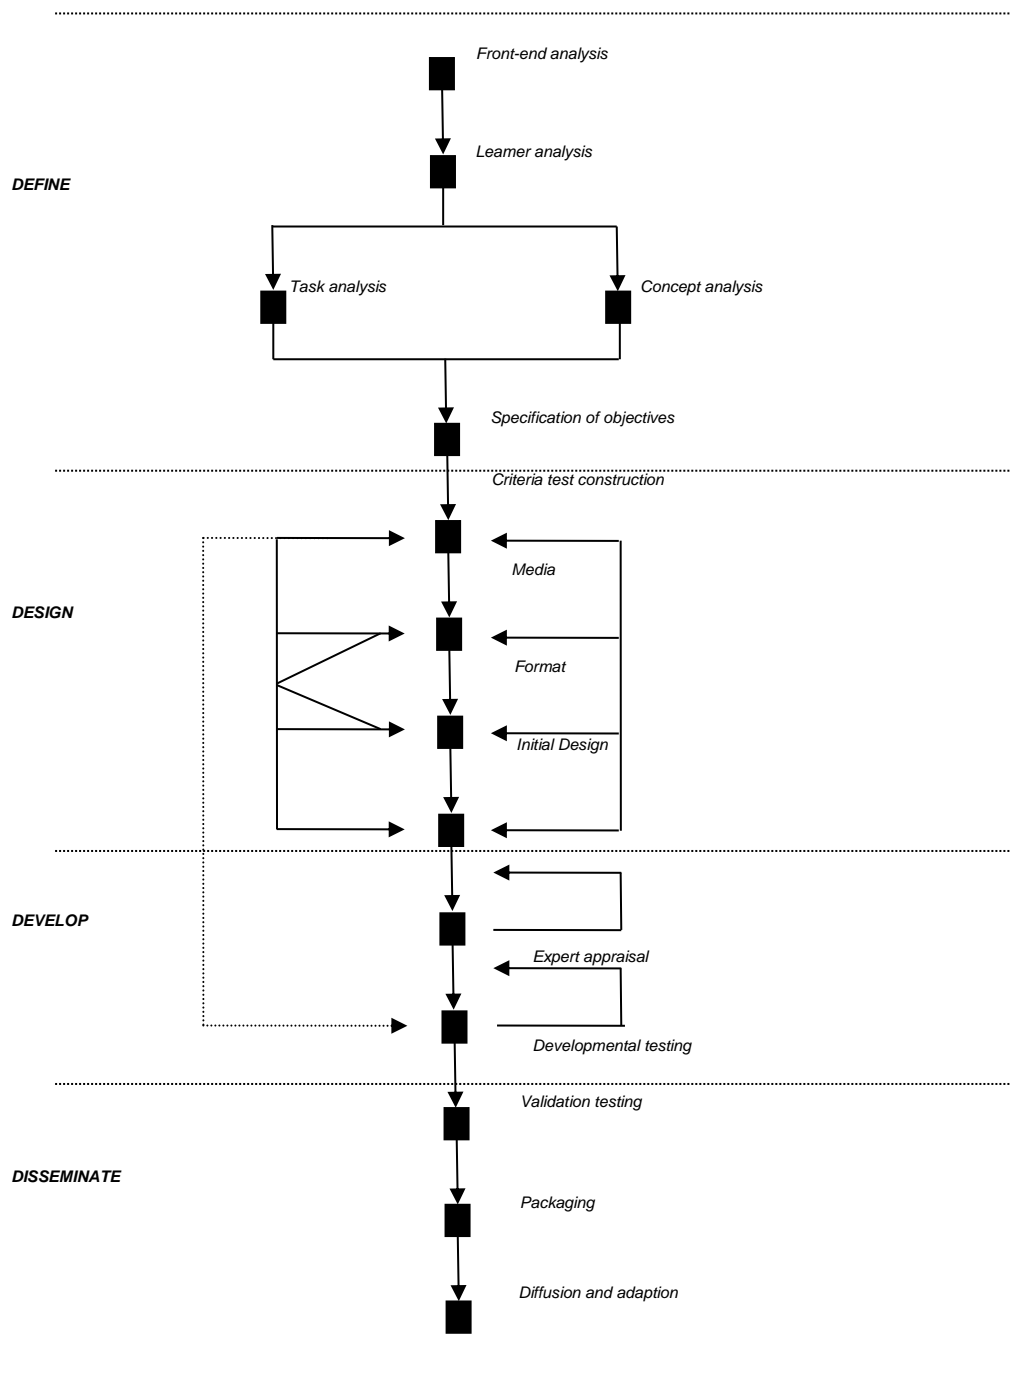 Front-end analysis
Learner analysis
DEFINE
Task analysis
Concept analysis
Specification of objectives
Criteria test construction
Media
DESIGN
Format
Initial Design
DEVELOP
Expert appraisal
Developmental testing
Validation testing
DISSEMINATE
Packaging
Diffusion and adaption